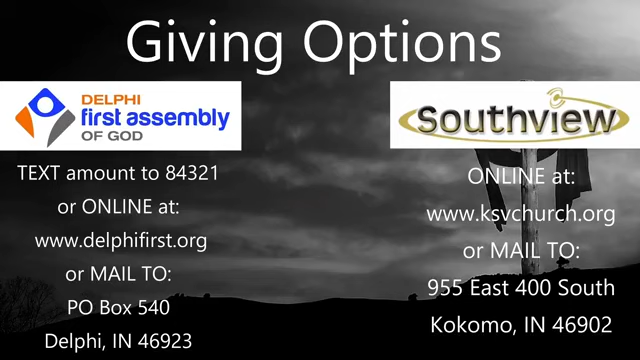 Giving Options
DELPHI
first assembly
OF GOD
TEXT amount to 84321
or ONLINE at:
www.delphifirst.org
or MAIL TO:
PO Box 540
Delphi, IN 46923
Southview
ONLINE at:
www.ksvchurch.org
or MAIL TO:
955 East 400 South
Kokomo, IN 46902